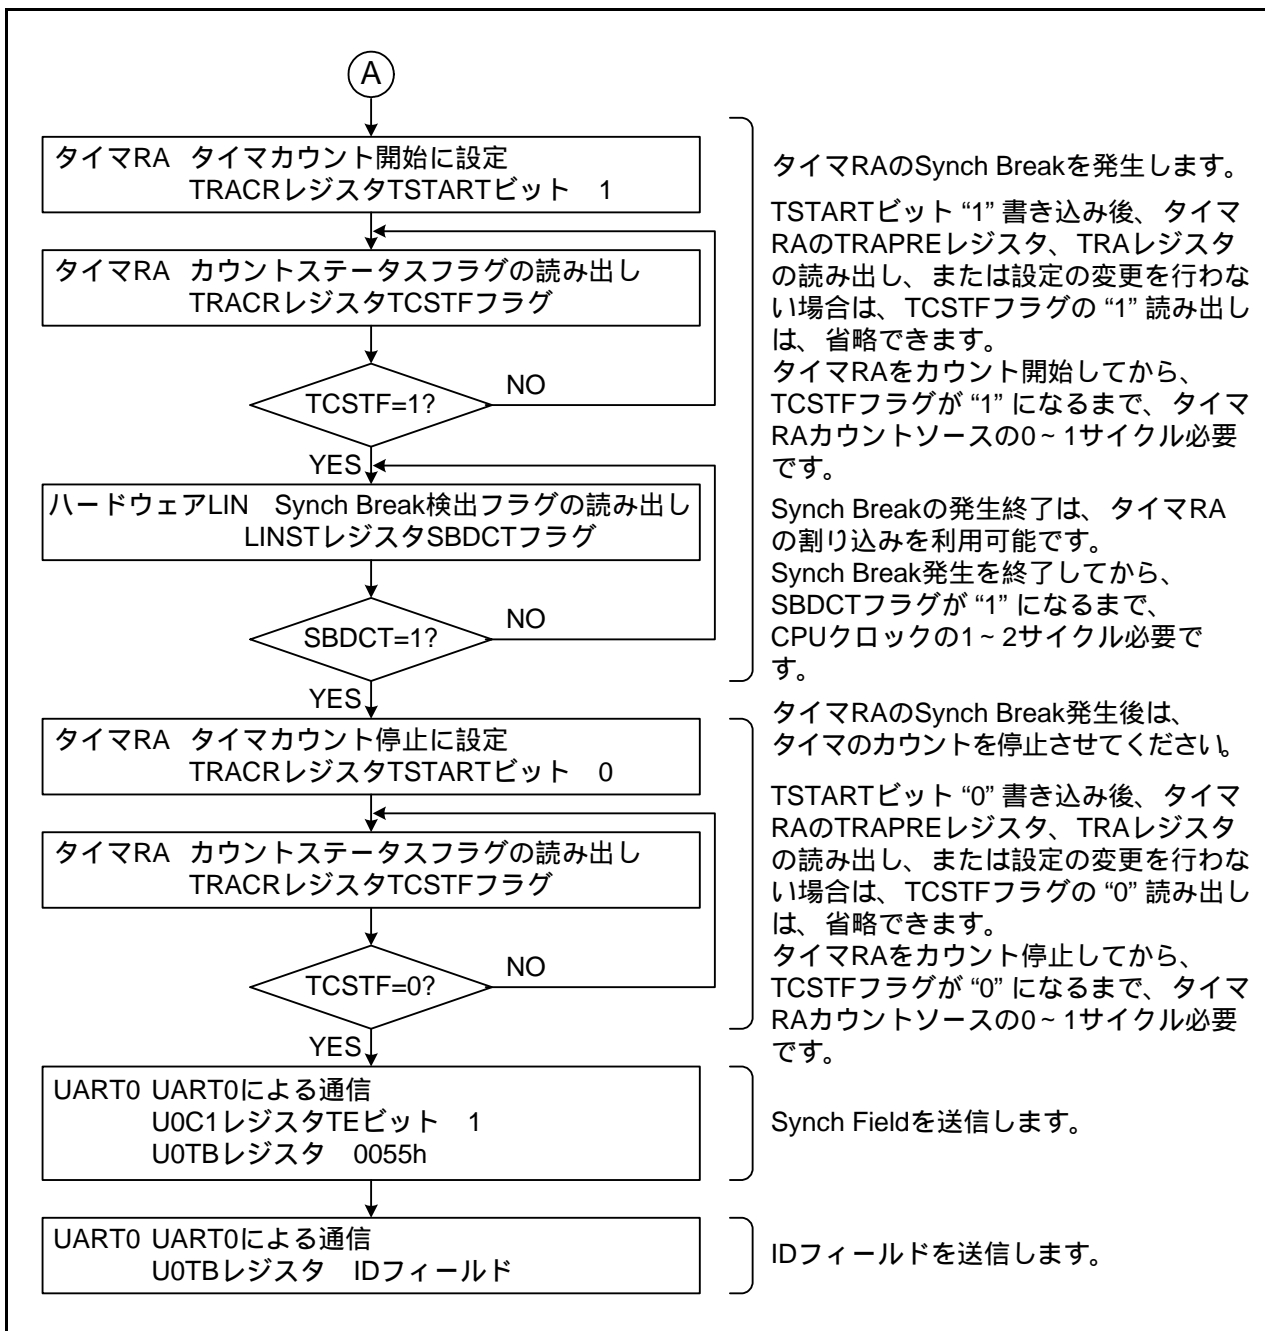 A
タイマRA タイマカウント開始に設定
TRACRレジスタTSTARTビット 1
タイマRA カウントステータスフラグの読み出し
TRACRレジスタTCSTFフラグ
TCSTF=1?
NO
YES
ハードウェアLIN Synch Break検出フラグの読み出し
LINSTレジスタSBDCTフラグ
SBDCT=1?
NO
YES
タイマRA タイマカウント停止に設定
TRACRレジスタTSTARTビット 0
タイマRA カウントステータスフラグの読み出し
TRACRレジスタTCSTFフラグ
TCSTF=0?
NO
YES
UART0 UART0による通信
U0C1レジスタTEビット 1
U0TBレジスタ 0055h
UART0 UART0による通信
U0TBレジスタ IDフィールド
タイマRAのSynch Breakを発生します。
TSTARTビット “1” 書き込み後、タイマ
RAのTRAPREレジスタ、TRAレジスタ
の読み出し、または設定の変更を行わな
い場合は、TCSTFフラグの “1” 読み出し
は、省略できます。
タイマRAをカウント開始してから、
TCSTFフラグが “1” になるまで、タイマ
RAカウントソースの0~1サイクル必要
です。
Synch Breakの発生終了は、タイマRA
の割り込みを利用可能です。
Synch Break発生を終了してから、
SBDCTフラグが “1” になるまで、
CPUクロックの1~2サイクル必要で
す。
タイマRAのSynch Break発生後は、
タイマのカウントを停止させてください。
TSTARTビット “0” 書き込み後、タイマ
RAのTRAPREレジスタ、TRAレジスタ
の読み出し、または設定の変更を行わな
い場合は、TCSTFフラグの “0” 読み出し
は、省略できます。
タイマRAをカウント停止してから、
TCSTFフラグが “0” になるまで、タイマ
RAカウントソースの0~1サイクル必要
です。
Synch Fieldを送信します。
IDフィールドを送信します。